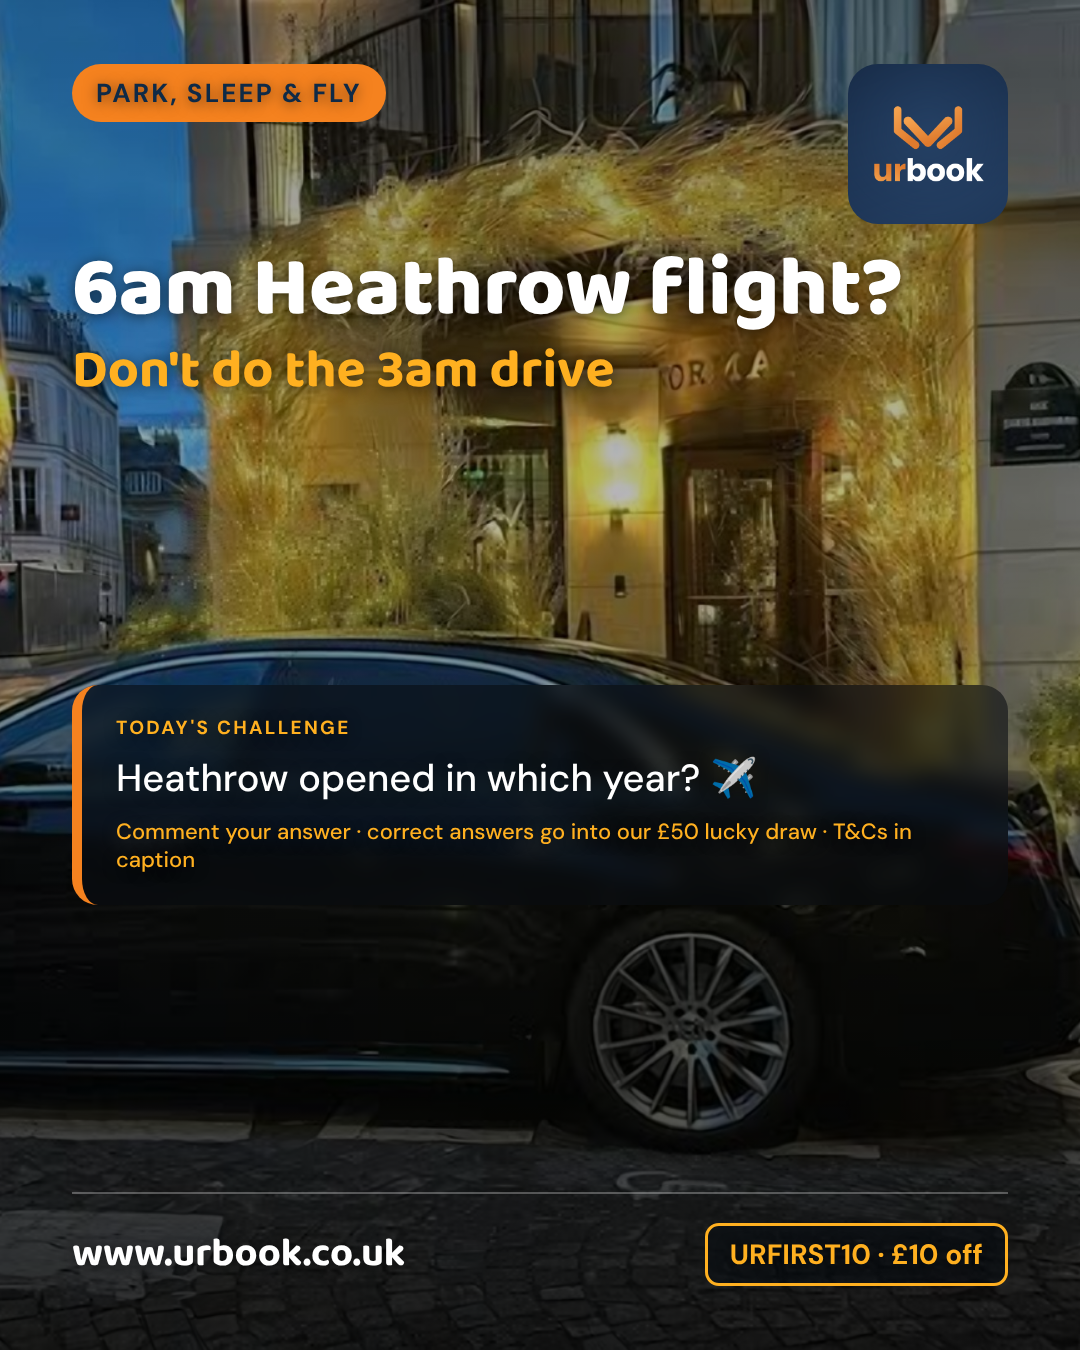 PARK, SLEEP & FLY
urbook
6am Heathrow flight?
Don't do the 3am drive
TODAY'S CHALLENGE
Heathrow opened in which year? ✈️
Comment your answer · correct answers go into our £50 lucky draw · T&Cs in
caption
www.urbook.co.uk
URFIRST10 · £10 off